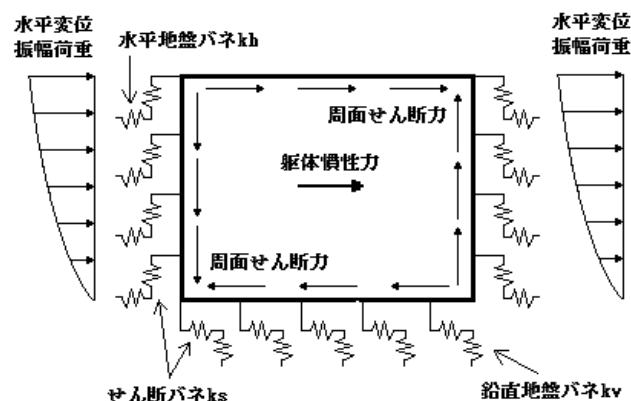 水平変位
振幅荷重
水平地盤バネkh
水平変位
振幅荷重
周面せん断力
躯体慣性力
周面せん断力
せん断バネks
鉛直地盤バネkv